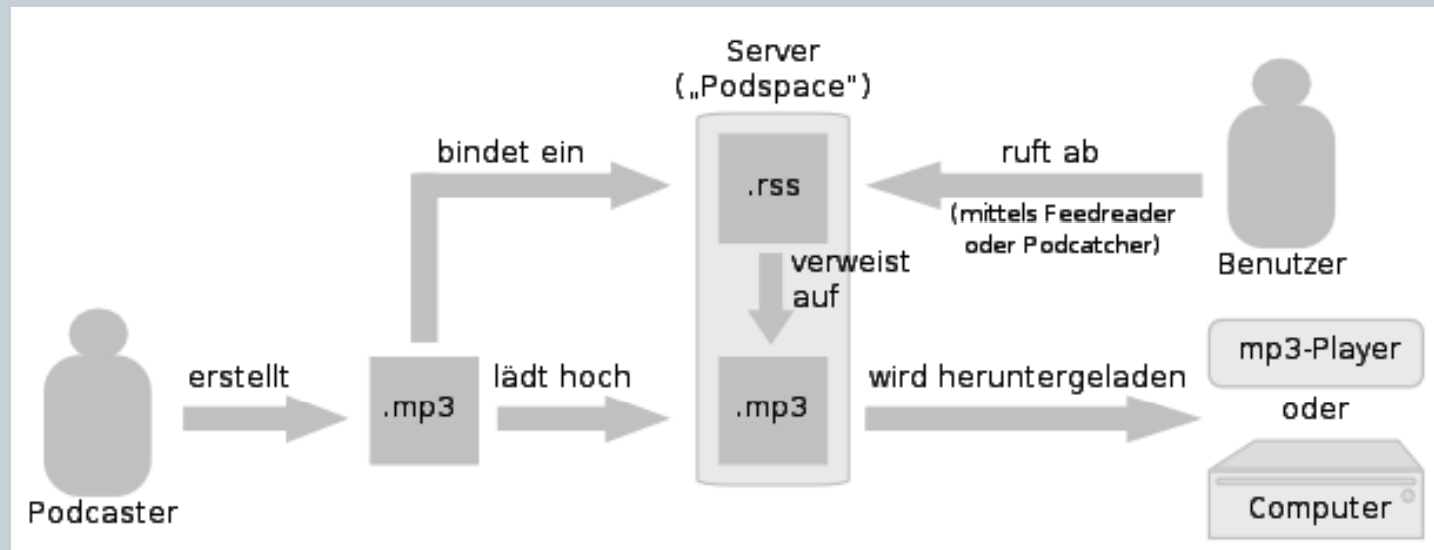 Server
(„Podspace")
bindet ein
.rss
ruft ab
(mittels Feedreader
oder Podcatcher)
Benutzer
verweist
auf
Podcaster
erstellt
.mp3
lädt hoch
.mp3
wird heruntergeladen
mp3-Player
oder
Computer